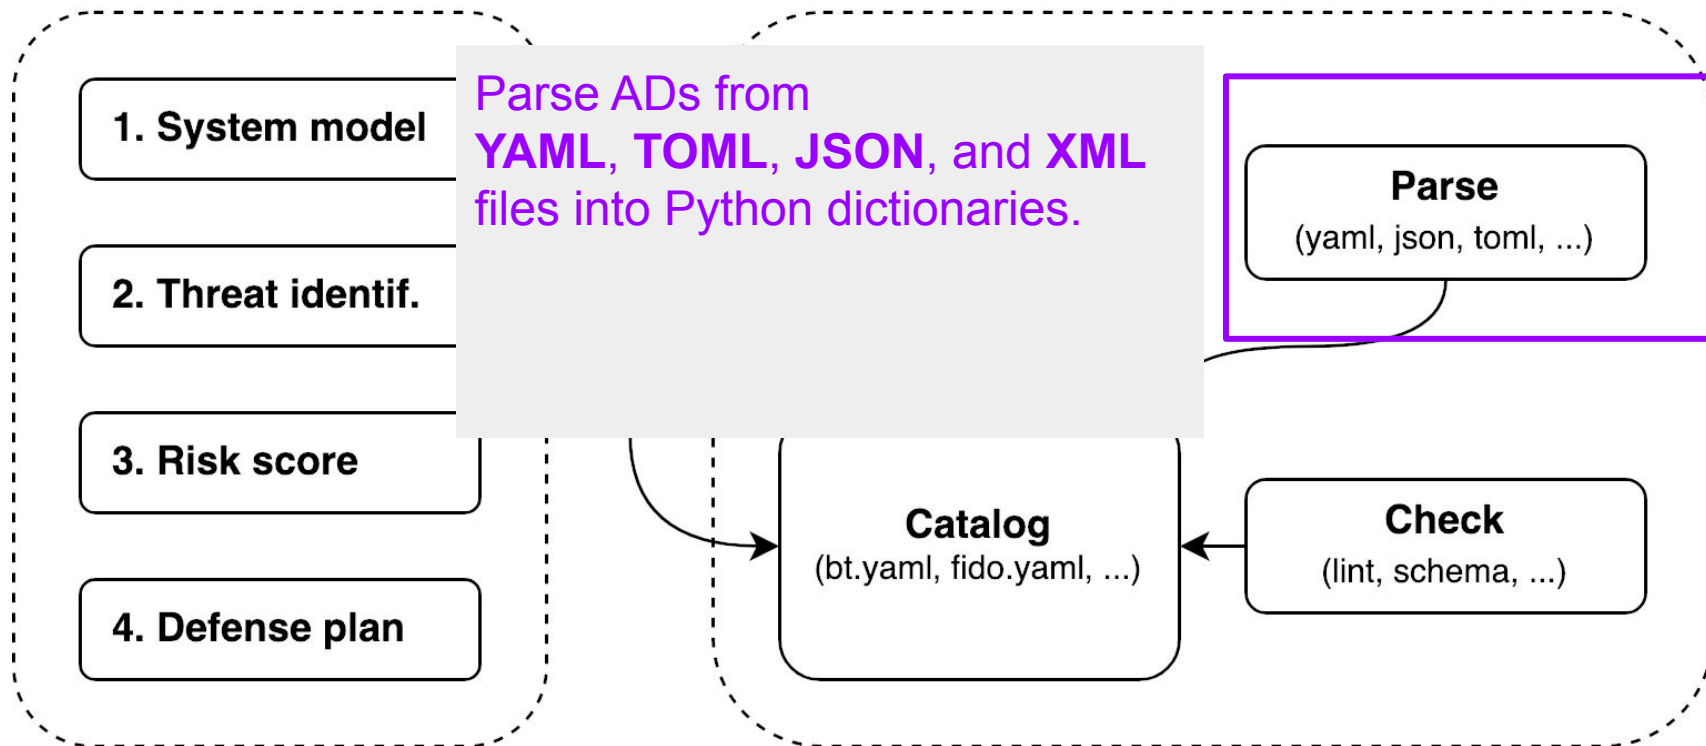 1. System model
2. Threat identif.
3. Risk score
4. Defense plan
Parse ADs from
YAML, TOML, JSON, and XML
files into Python dictionaries.
Parse
(yaml, json, toml, ...)
Catalog
(bt.yaml, fido.yaml, ...)
Check
(lint, schema, ...)